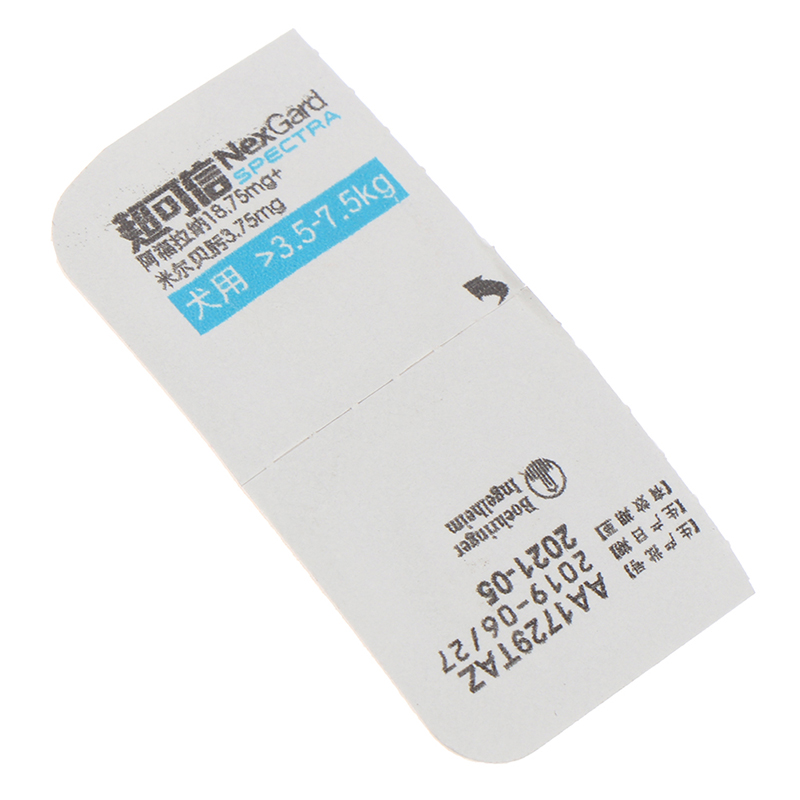 超可信 NexGard
SPECTRA
阿福拉纳18.75mg+
米尔贝肟3.75mg
犬用 >3.5-7.5kg
Boehringer
Ingelheim
【生产批号】 AA1729TAZ
【生产日期】 2019-06/27
【有效期至】 2021-05